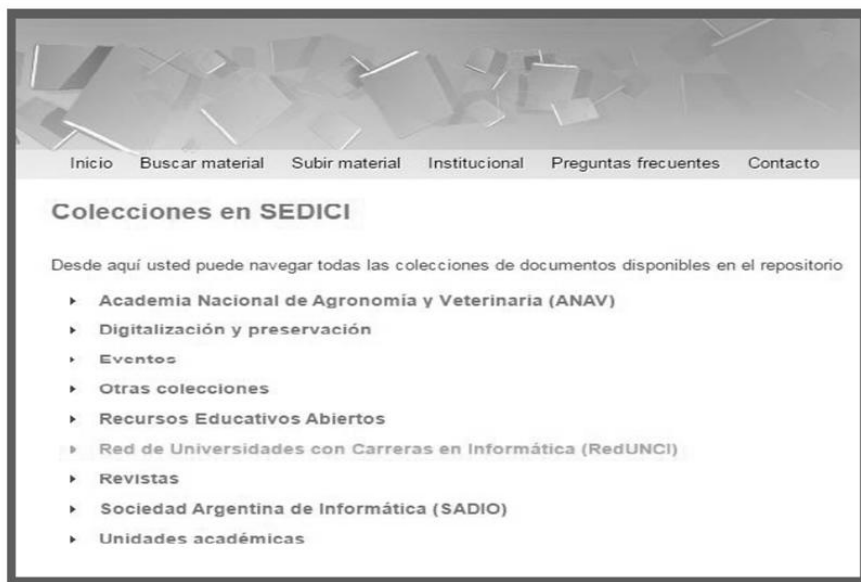 Inicio Buscar material Subir material Institucional Preguntas frecuentes Contacto
Colecciones en SEDICI
Desde aquí usted puede navegar todas las colecciones de documentos disponibles en el repositorio
Academia Nacional de Agronomía y Veterinaria (ANAV)
Digitalización y preservación
Eventos
Otras colecciones
Recursos Educativos Abiertos
Red de Universidades con Carreras en Informática (RedUNCI)
Revistas
Sociedad Argentina de Informática (SADIO)
Unidades académicas